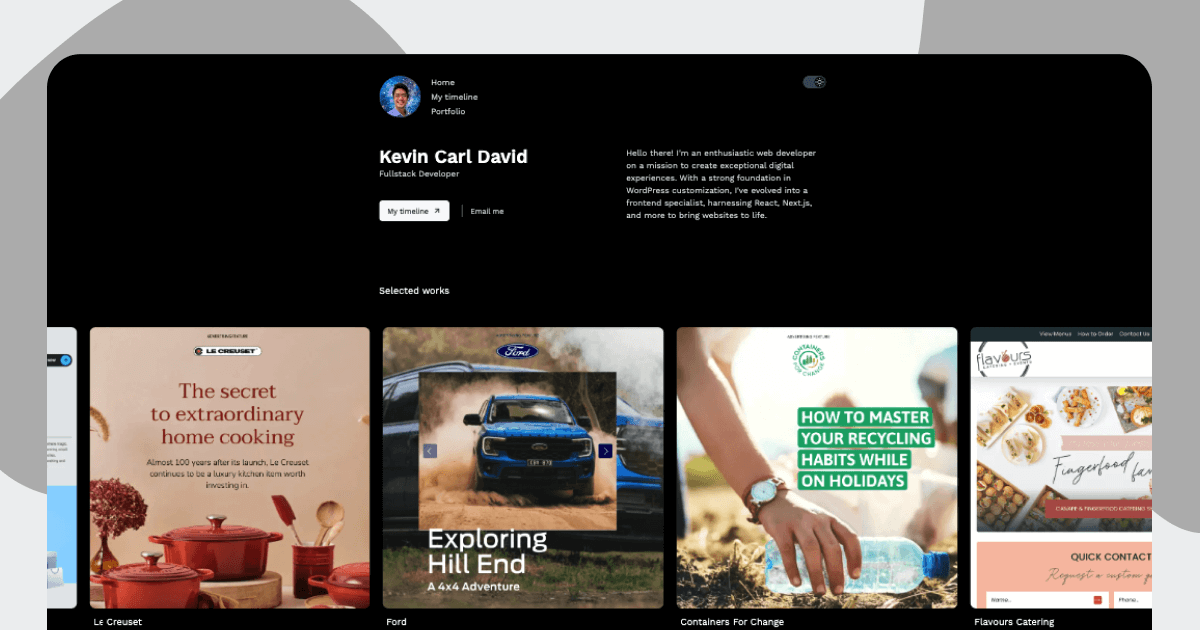 Home
My timeline
Portfolio
Kevin Carl David
Fullstack Developer
My timeline
Email me
Hello there! I'm an enthusiastic web developer
on a mission to create exceptional digital
experiences. With a strong foundation in
WordPress customization, I've evolved into a
frontend specialist, harnessing React, Next.js,
and more to bring websites to life.
Selected works
ADVERTISING FEATURE
LE CREUSET
The secret
to extraordinary
home cooking
Almost 100 years after its launch, Le Creuset
continues to be a luxury kitchen item worth
investing in.
Le Creuset
Ford
Exploring
Hill End
A 4x4 Adventure
Ford
ADVERTISING FEATURE
CONTAINERS
FOR CHANGE
HOW TO MASTER
YOUR RECYCLING
HABITS WHILE
ON HOLIDAYS
Containers For Change
View Menus How to Order Contact Us
flavours
CATERING + EVENTS
Fingerfood
QUICK CONTACT
Request a custom
Name..
Phone..
Flavours Catering